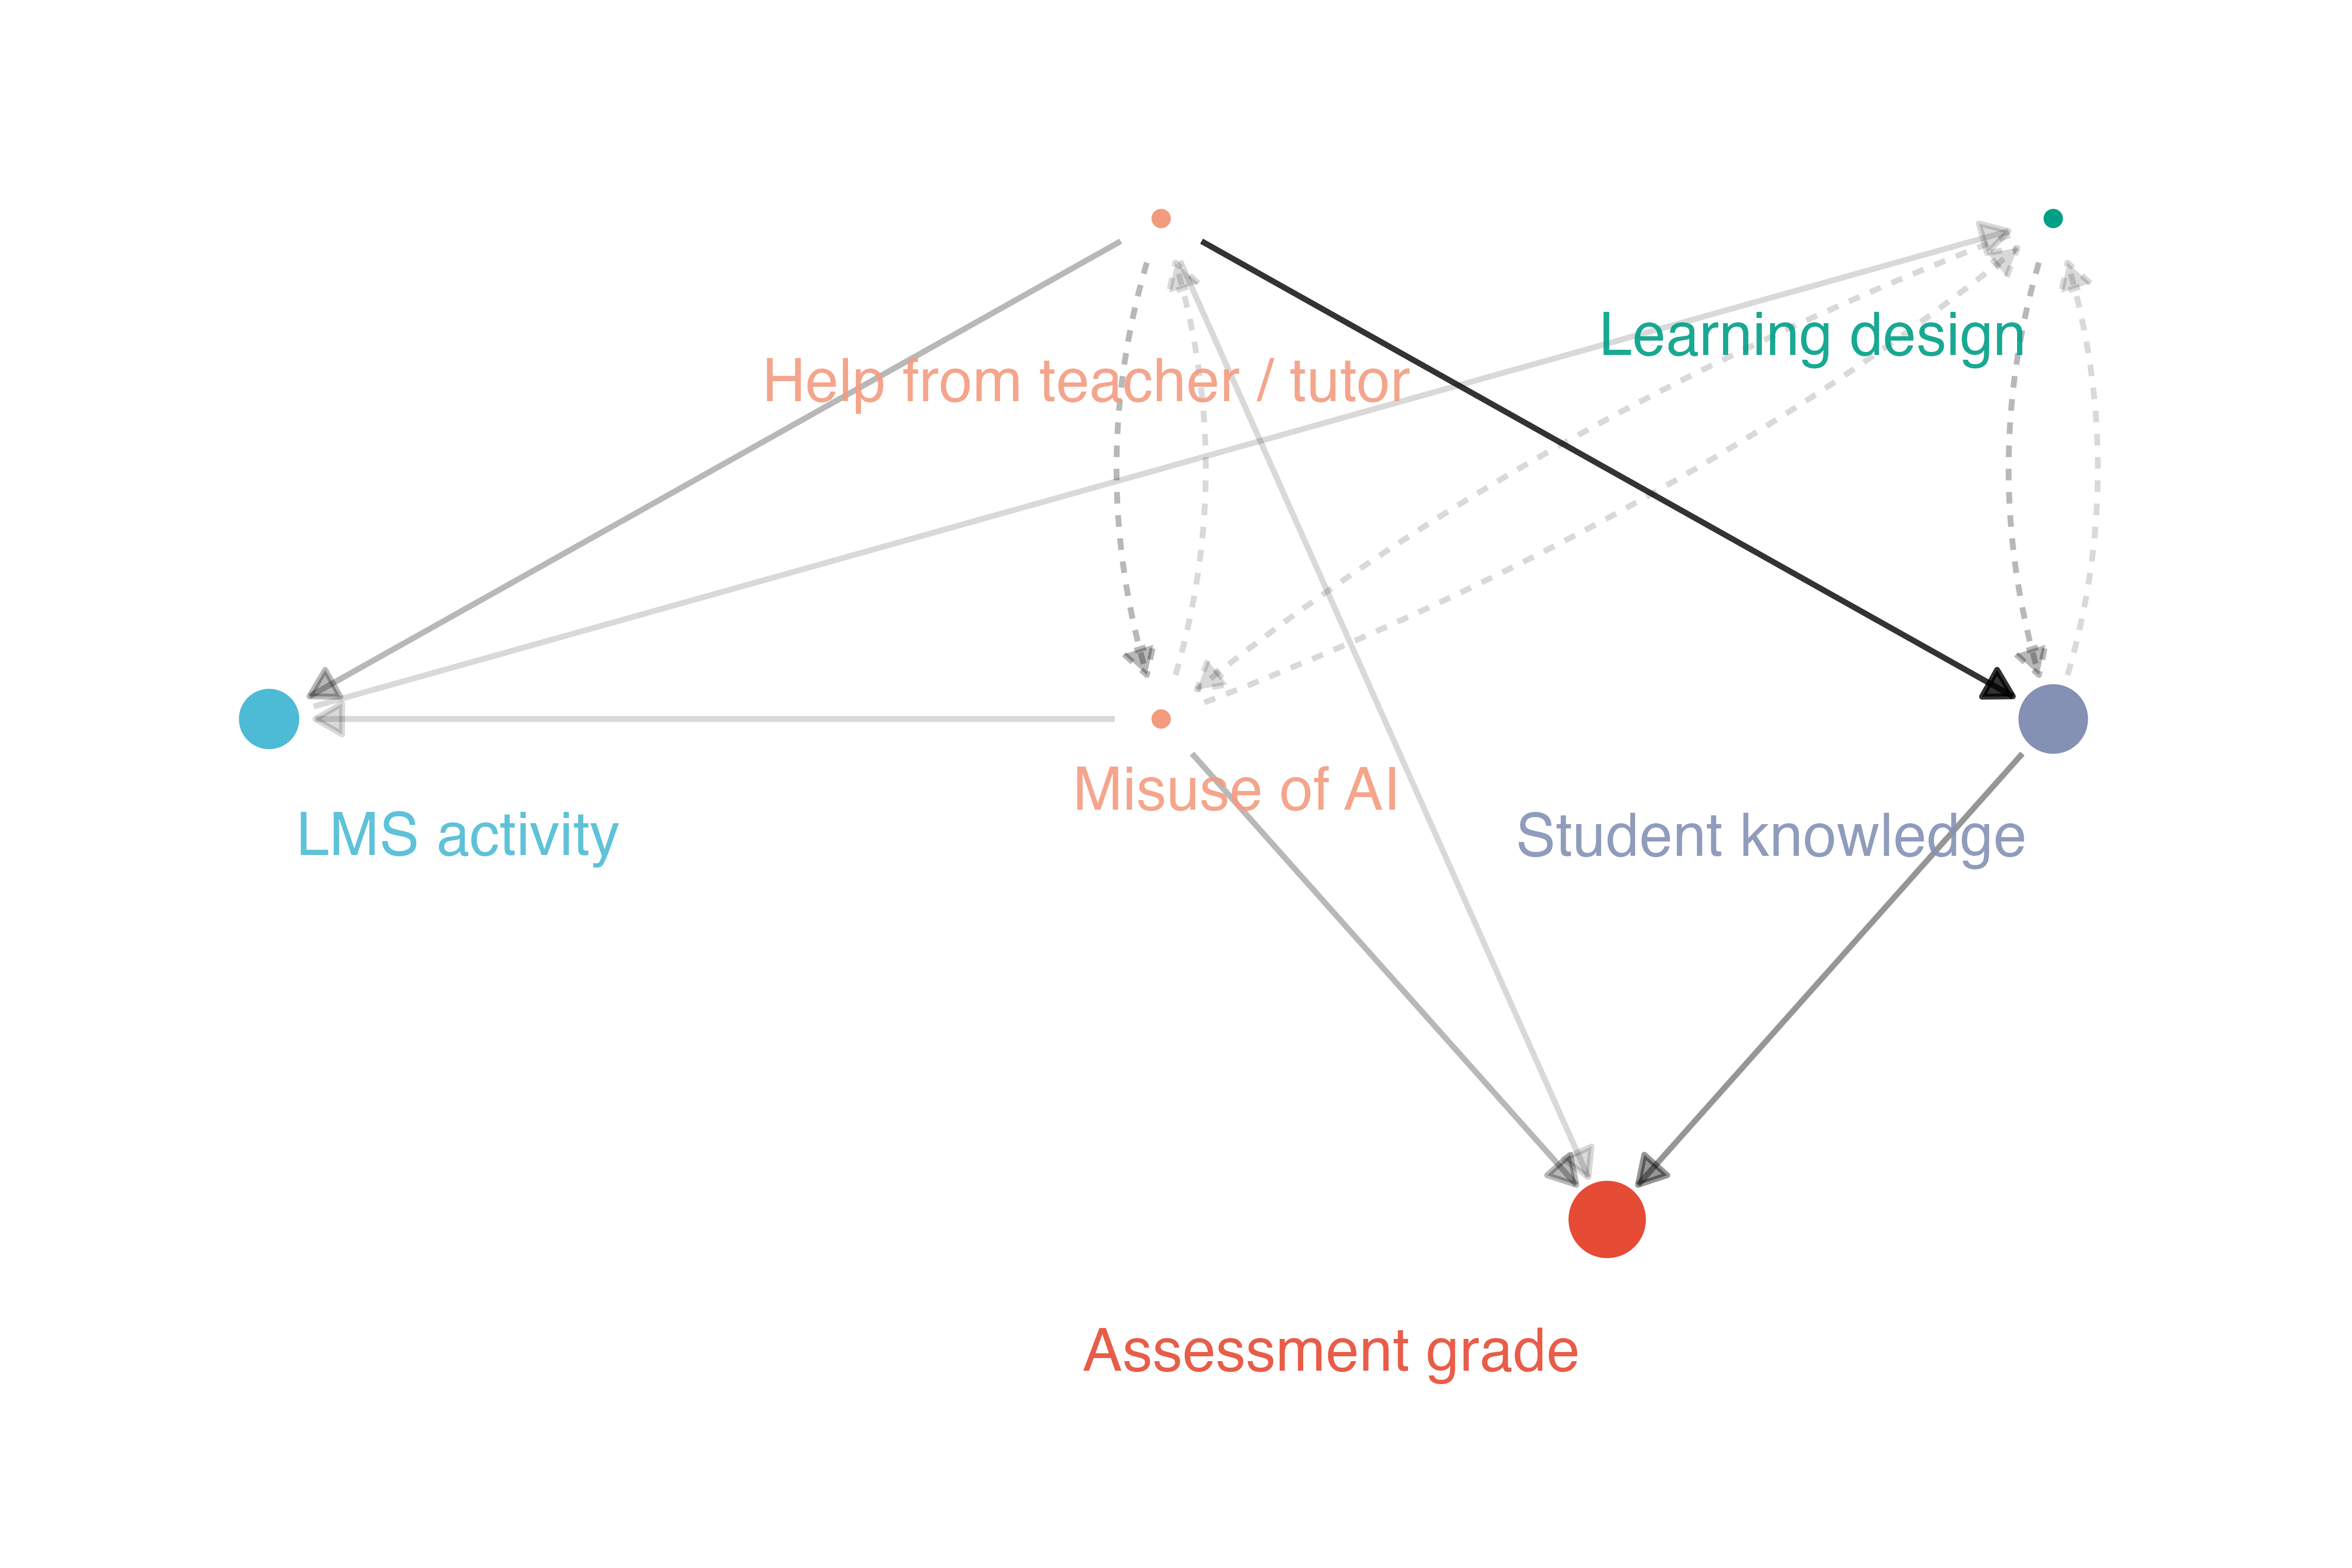 Learning design
Help from teacher / tutor
Misuse of AI
LMS activity
Student knowledge
Assessment grade